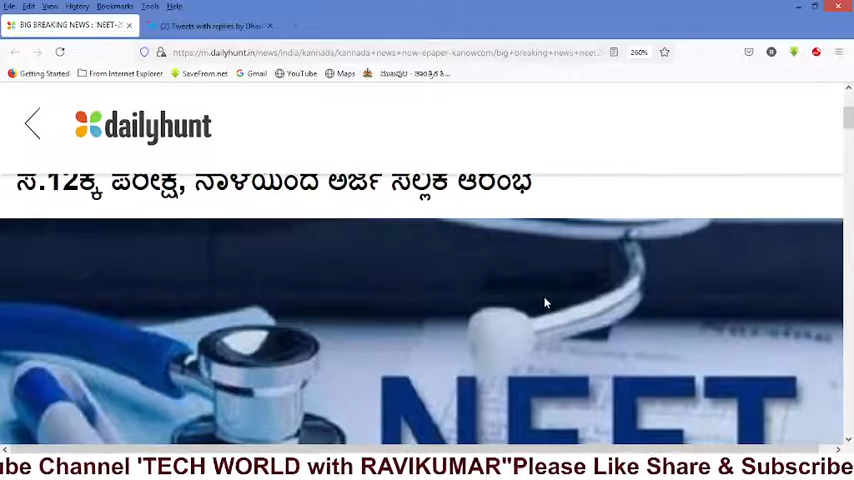 File Edit View History Bookmarks Tools Help
BIG BREAKING NEWS : 'NEET-20 × (2) Tweets with replies by Dha ×
https://m.dailyhunt.in/news/india/kannada/kannada+news+now-epaper-kanowcom/big+breaking+news+neet 260%
Getting Started From Internet Explorer SaveFrom.net Gmail YouTube Maps
dailyhunt
ಸೆ.12ಕ್ಕೆ ಪರೀಕ್ಷೆ, ನಾಳೆಯಿಂದ ಅರ್ಜಿ ಸಲ್ಲಿಕೆ ಆರಂಭ
NEET
ube Channel 'TECH WORLD with RAVIKUMAR"Please Like Share & Subscribe